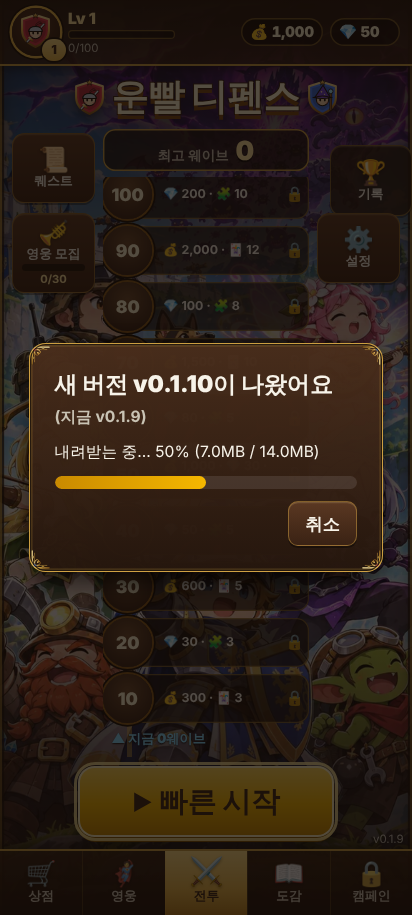 Lv 1
1
0/100
1,000
50
운빨 디펜스
최고 웨이브 0
퀘스트
기록
100
200 · 10
영웅 모집
0/30
설정
90
2,000 · 12
80
100 · 8
새 버전 v0.1.10이 나왔어요
(지금 v0.1.9)
내려받는 중... 50% (7.0MB / 14.0MB)
취소
30
600 · 5
20
30 · 3
10
300 · 3
▲ 지금 0웨이브
▶ 빠른 시작
v0.1.9
상점
영웅
전투
도감
캠페인